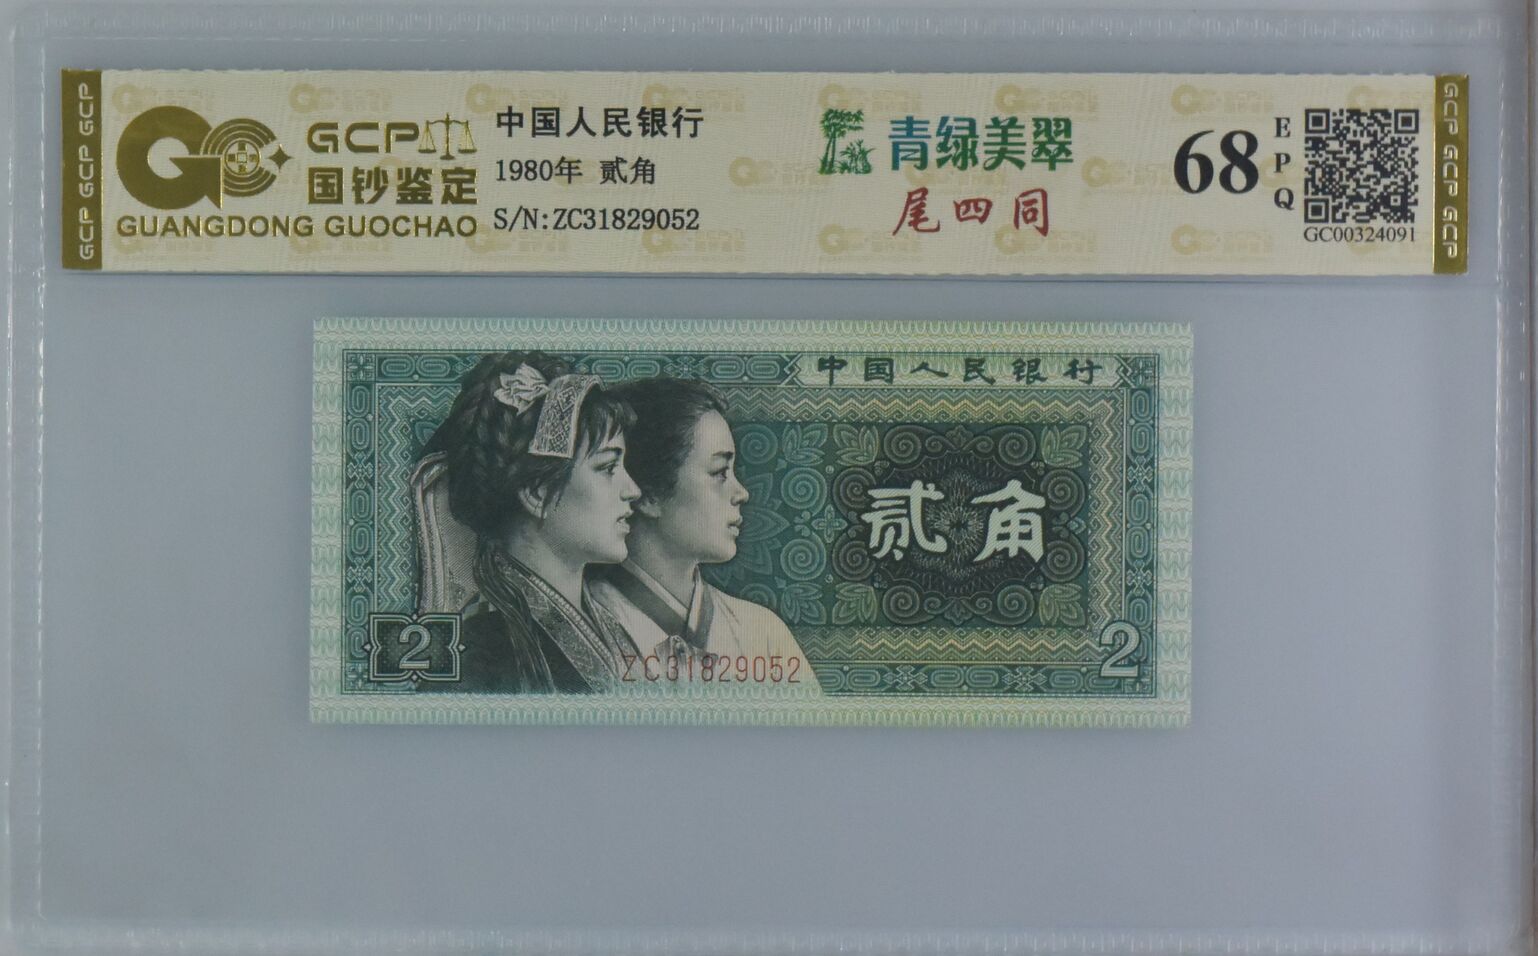 GCP GCP GCP
GCP
国钞鉴定
GUANGDONG GUOCHAO
中国人民银行
1980年 贰角
S/N:ZC31829052
青绿美翠
尾四同
68
EPQ
GC00324091
GCP GCP GCP
中国人民银行
贰角
2
2
ZC31829052